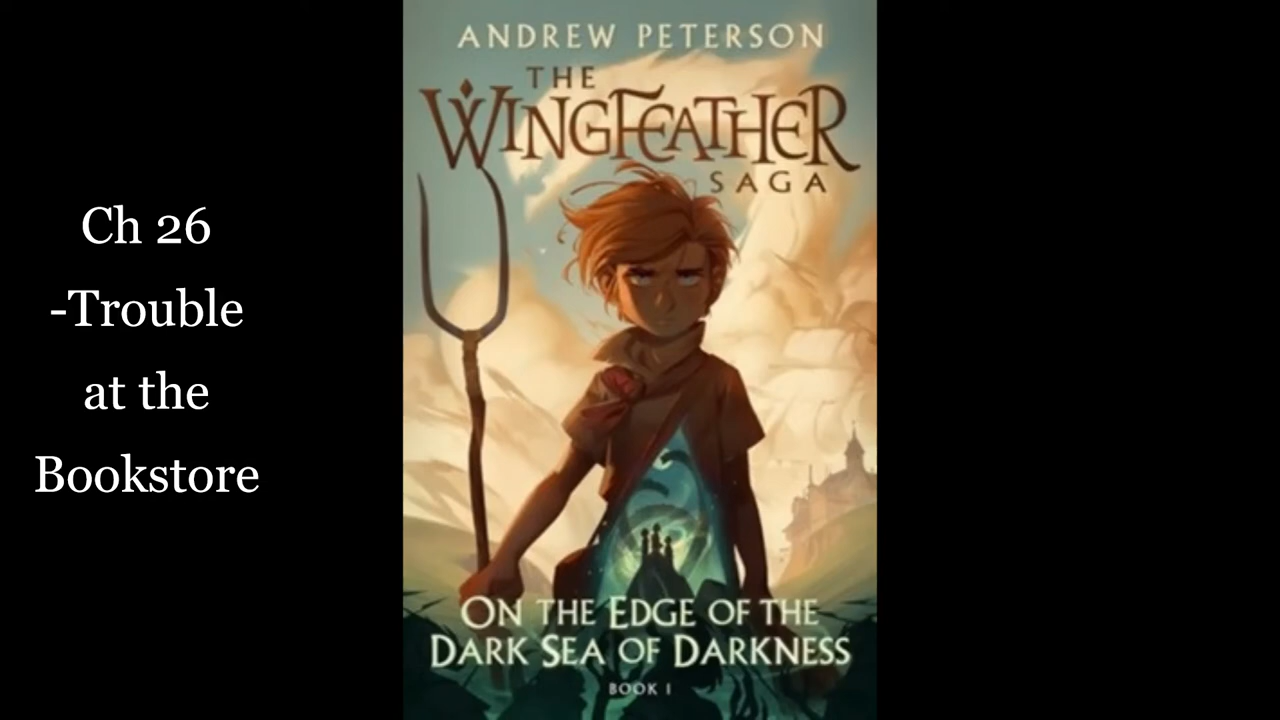 Ch 26
-Trouble
at the
Bookstore
ANDREW PETERSON
THE
WINGFEATHER
SAGA
ON THE EDGE OF THE
DARK SEA OF DARKNESS
BOOK 1